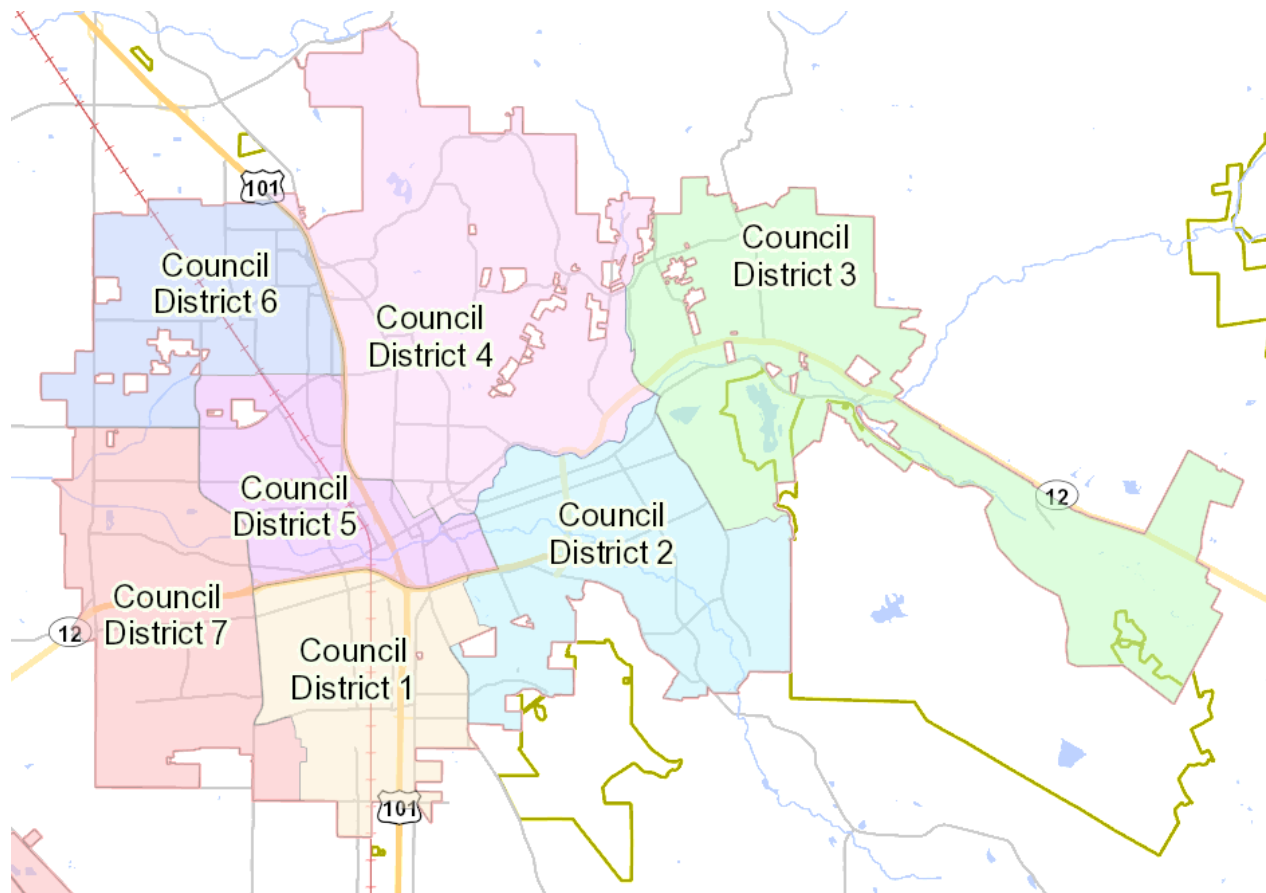 101
Council
District 3
Council
District 6
Council
District 4
Council
District 5
12
Council
District 2
Council
District 7
12
Council
District 1
101